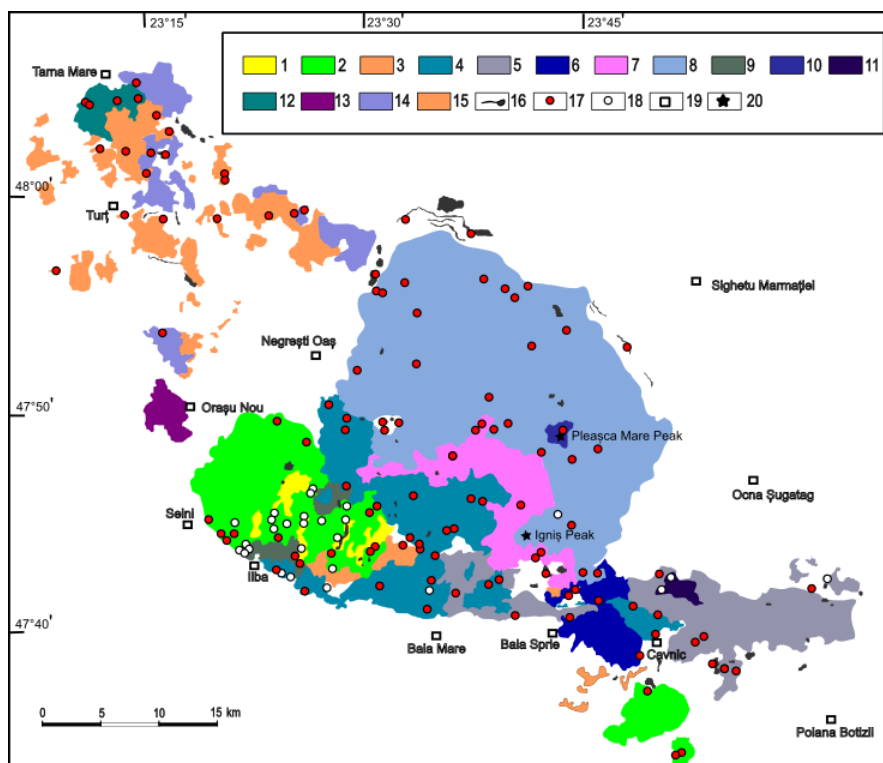 23°15' 23°30' 23°45'
1 2 3 4 5 6 7 8 9 10 11
12 13 14 15 16 17 18 19 20
Tarna Mare
48°00'
Turț
Sighetu Marmației
Negrești Oaș
Orașu Nou
47°50'
Pleașca Mare Peak
Ocna Șugatag
Seini
Igniș Peak
Ilba
47°40'
Baia Mare
Baia Sprie
Cavnic
Poiana Botizii
0 5 10 15 km